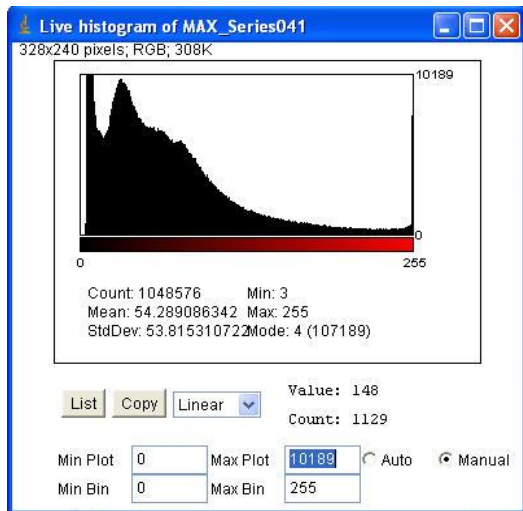 Live histogram of MAX_Series041
328x240 pixels; RGB; 308K
10189
0
0 255
Count: 1048576 Min: 3
Mean: 54.289086342 Max: 255
StdDev: 53.815310722 Mode: 4 (107189)
List Copy Linear Value: 148
Count: 1129
Min Plot 0 Max Plot 10189 Auto Manual
Min Bin 0 Max Bin 255